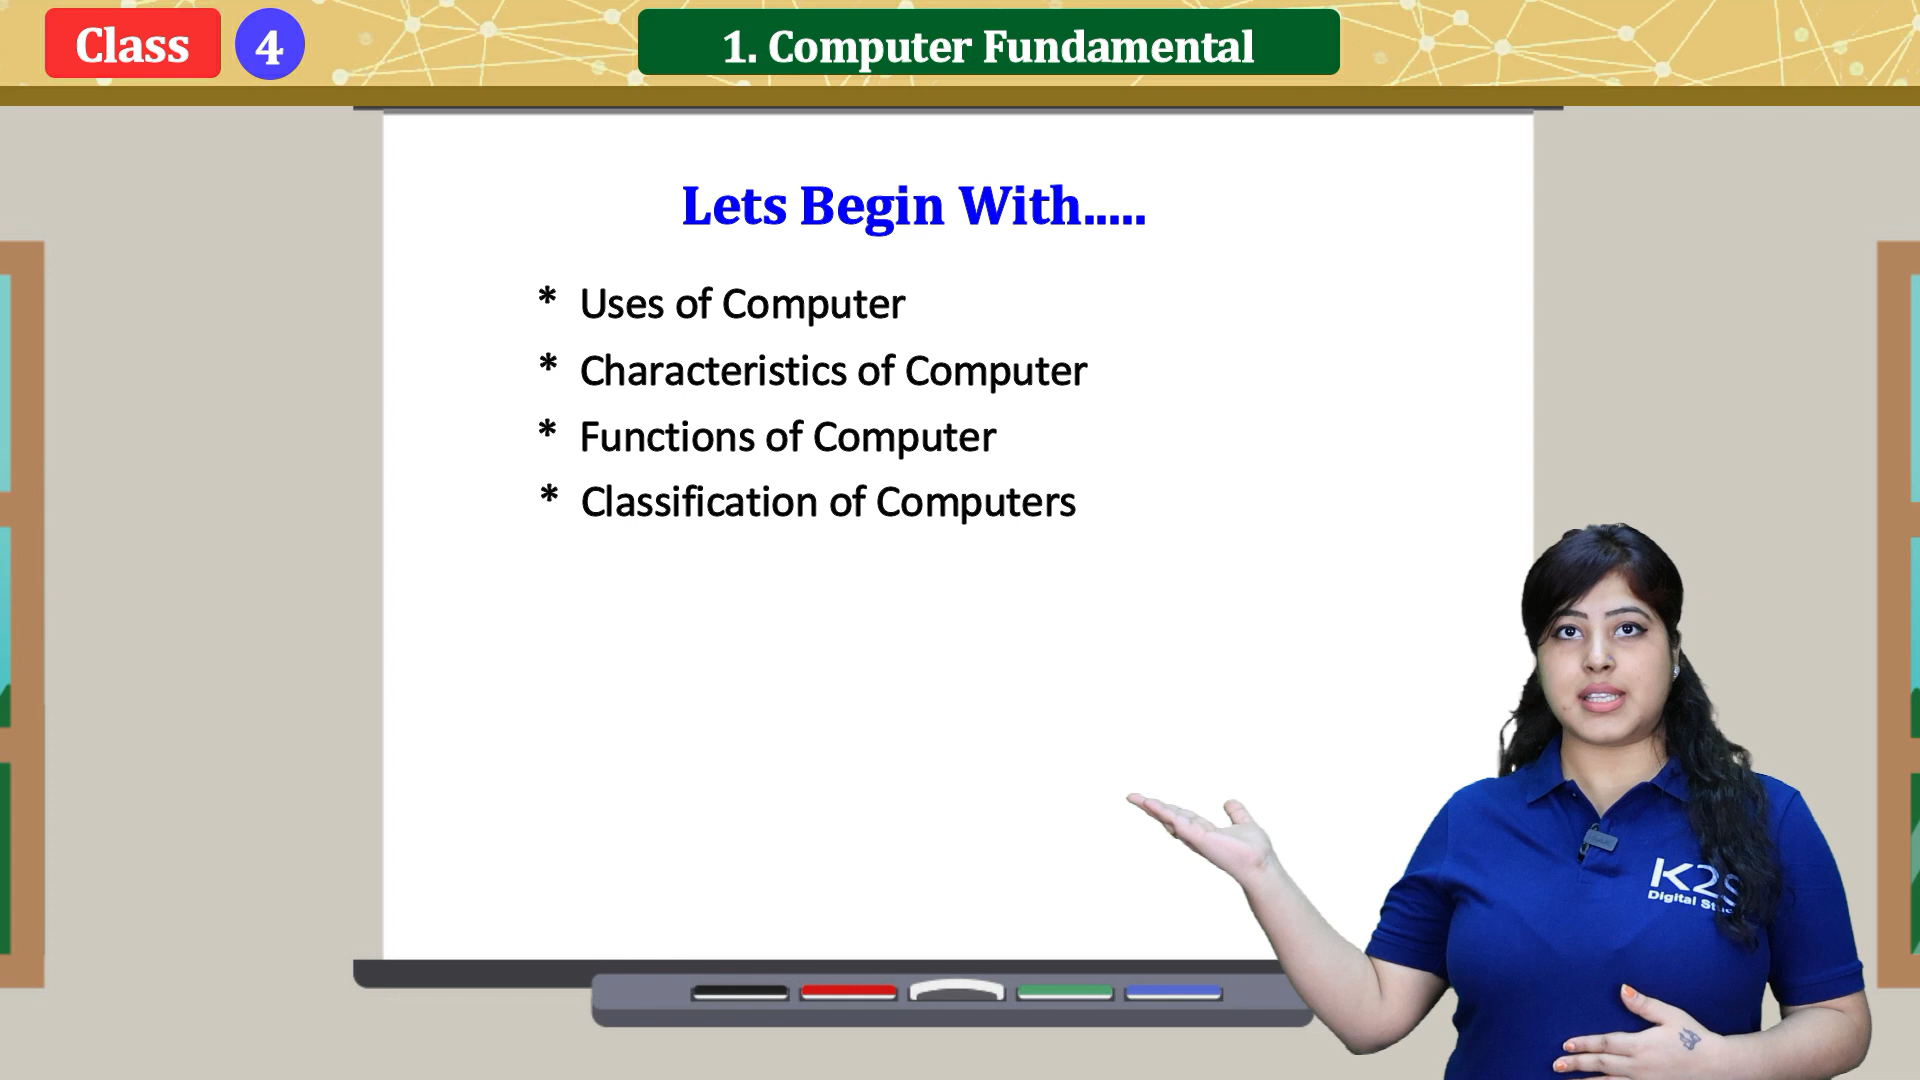 Class 4
1. Computer Fundamental
Lets Begin With.....
* Uses of Computer
* Characteristics of Computer
* Functions of Computer
* Classification of Computers
K2S
Digital